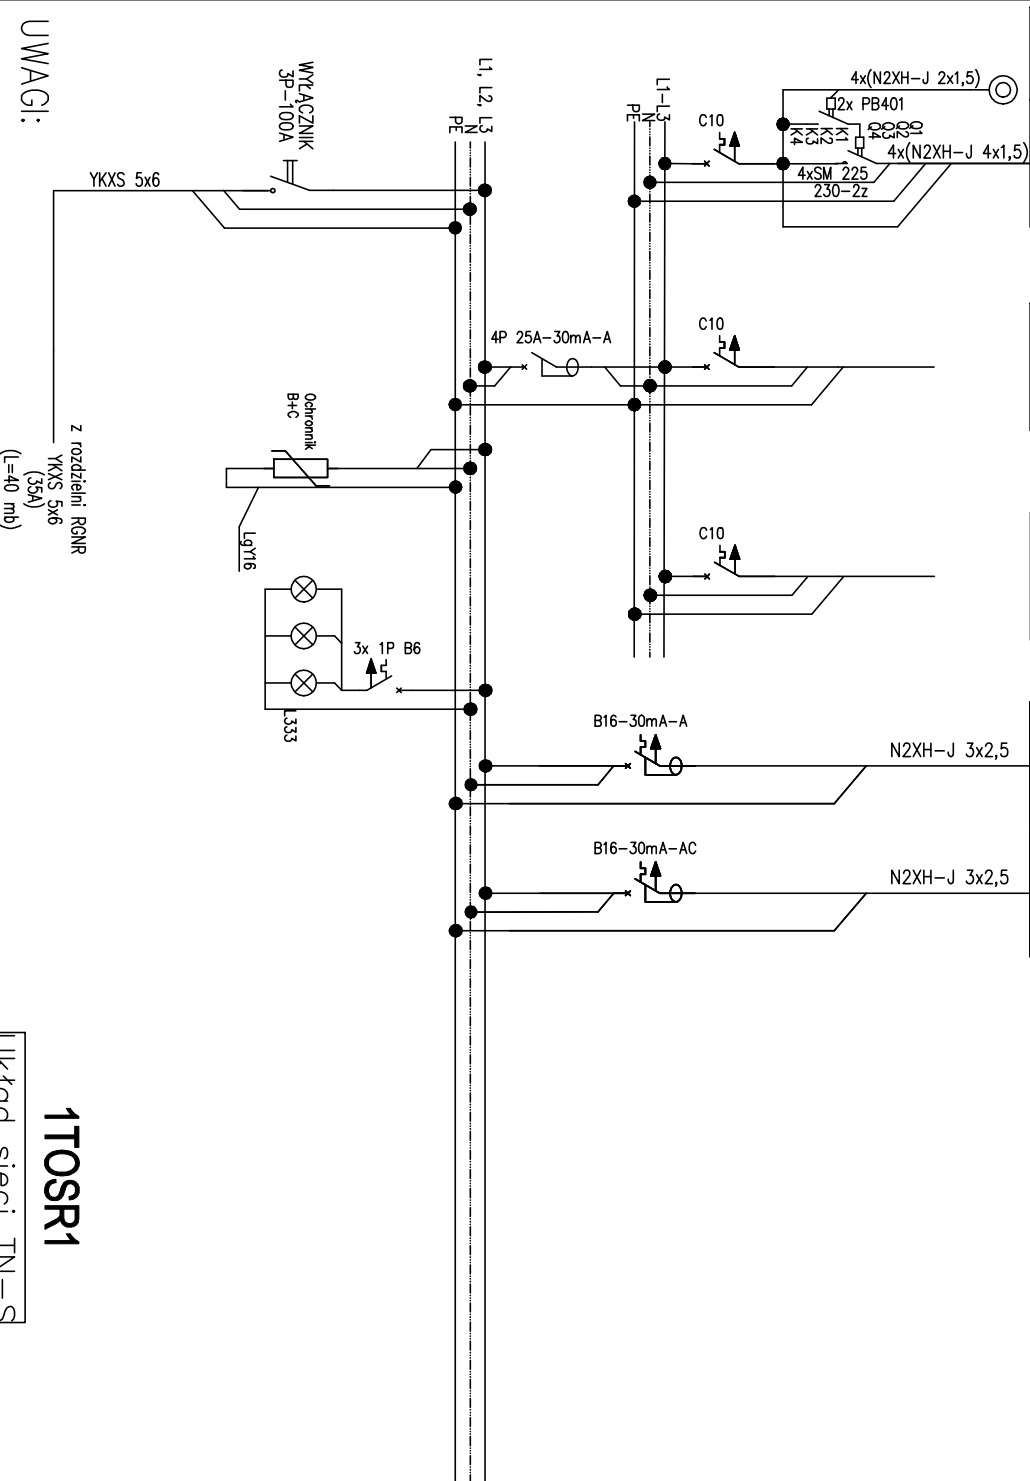 UWAGI:
4x(N2XH-J 2x1,5)
2x PB401
K1
K2
K3
K4
Q1
Q2
Q3
Q4
4x(N2XH-J 4x1,5)
4xSM 225
230-2z
C10
L1-L3
N
PE
L1, L2, L3
N
PE
WYŁĄCZNIK
3P-100A
YKXS 5x6
4P 25A-30mA-A
C10
Ochronnik
B+C
LgY16
z rozdzielni RGNR
YKXS 5x6
(35A)
(L=40 mb)
C10
3x 1P B6
L333
B16-30mA-A
N2XH-J 3x2,5
B16-30mA-AC
N2XH-J 3x2,5
1TOSR1
Układ sieci TN-S